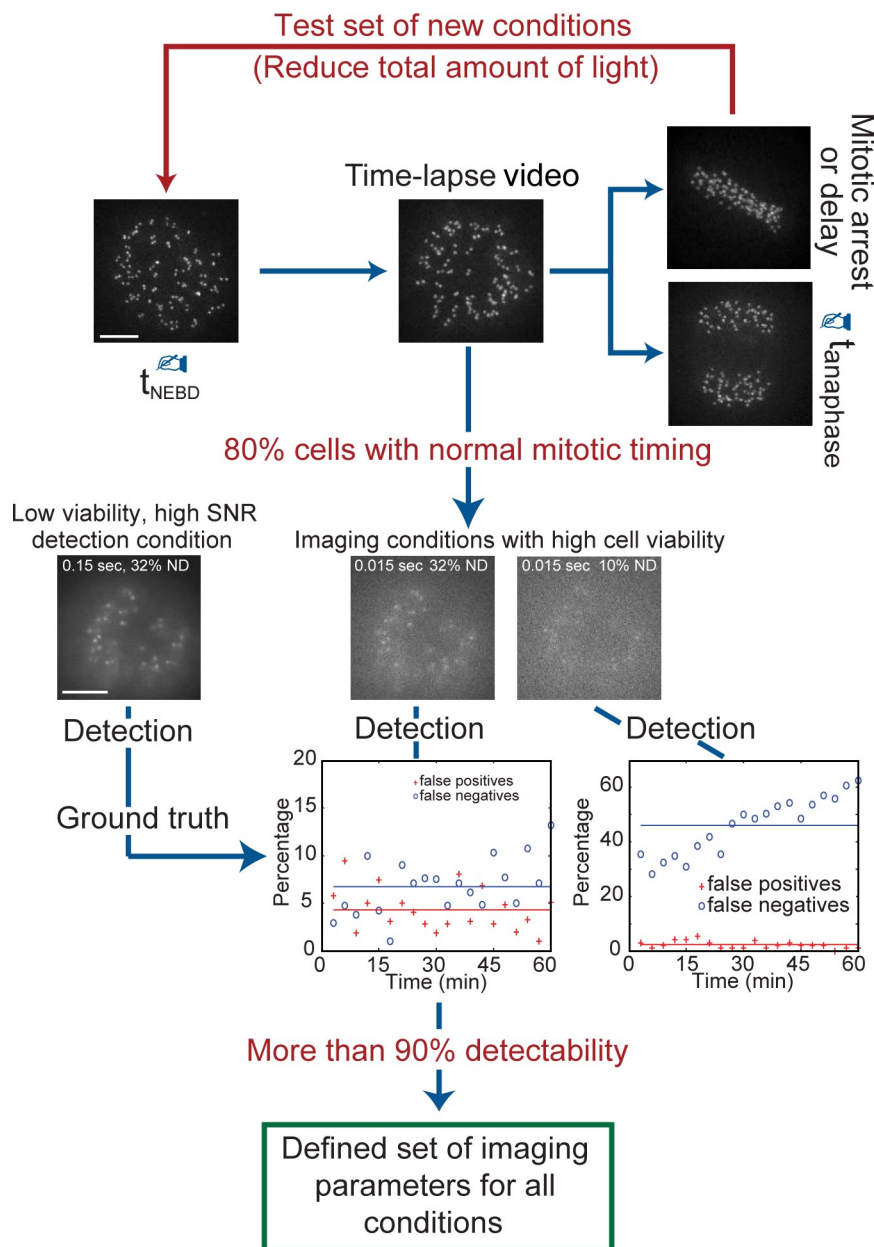 Test set of new conditions
(Reduce total amount of light)
Time-lapse video
Mitotic arrest
or delay
tNEBD
tanaphase
80% cells with normal mitotic timing
Low viability, high SNR
detection condition
Imaging conditions with high cell viability
0.15 sec, 32% ND
0.015 sec 32% ND
0.015 sec 10% ND
Detection
Detection
Detection
Ground truth
20
15
10
5
0
Percentage
false positives
false negatives
0 15 30 45 60
Time (min)
60
40
20
0
Percentage
false positives
false negatives
0 15 30 45 60
Time (min)
More than 90% detectability
Defined set of imaging
parameters for all
conditions